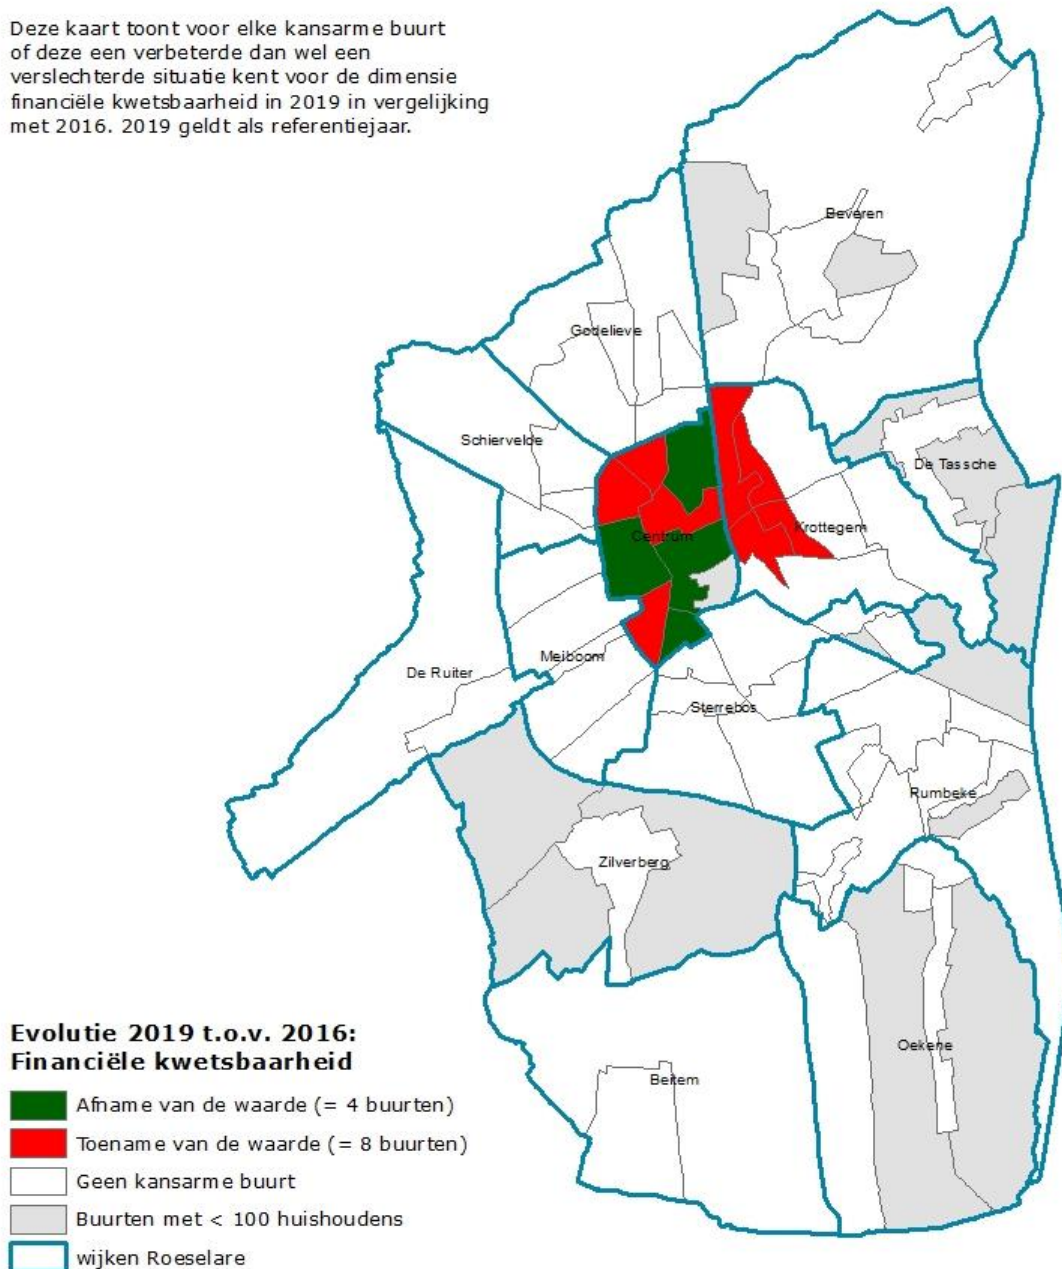 Deze kaart toont voor elke kansarme buurt
of deze een verbeterde dan wel een
verslechterde situatie kent voor de dimensie
financiële kwetsbaarheid in 2019 in vergelijking
met 2016. 2019 geldt als referentiejaar.
Beveren
Godelieve
Schiervelde
De Tassche
Krottegem
Centrum
Meiboom
De Ruiter
Sterrebos
Rumbeke
Zilverberg
Oekene
Beitem
Evolutie 2019 t.o.v. 2016:
Financiële kwetsbaarheid
Afname van de waarde (= 4 buurten)
Toename van de waarde (= 8 buurten)
Geen kansarme buurt
Buurten met < 100 huishoudens
wijken Roeselare